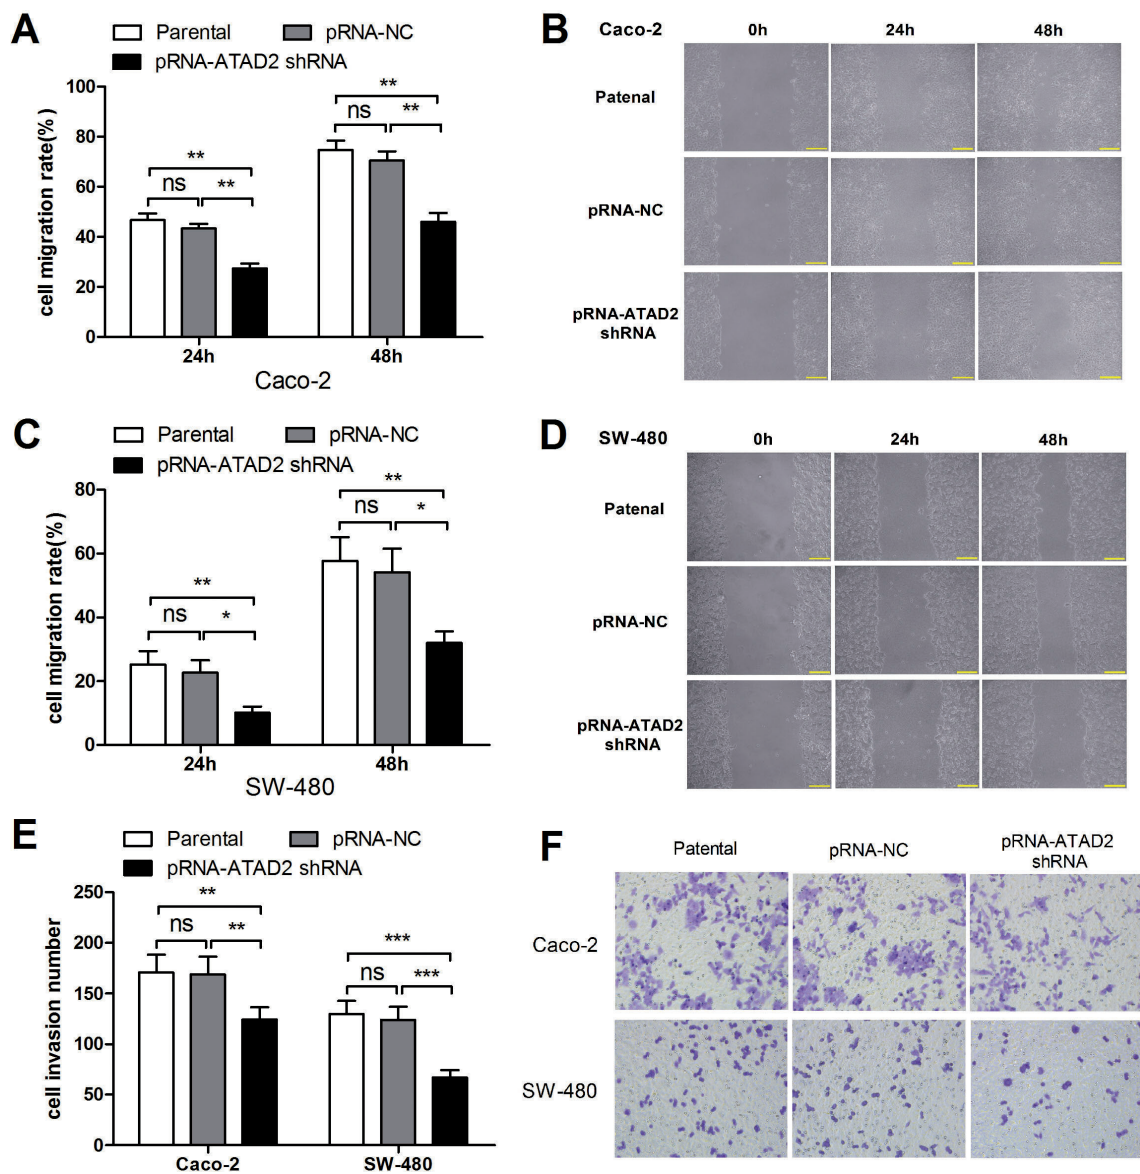 A
Parental
pRNA-NC
pRNA-ATAD2 shRNA
cell migration rate(%)
100
80
60
40
20
0
**
ns
**
**
ns
**
24h
48h
Caco-2
B
Caco-2
0h
24h
48h
Patenal
pRNA-NC
pRNA-ATAD2
shRNA
C
Parental
pRNA-NC
pRNA-ATAD2 shRNA
cell migration rate(%)
80
60
40
20
0
**
ns
*
**
ns
*
24h
48h
SW-480
D
SW-480
0h
24h
48h
Patenal
pRNA-NC
pRNA-ATAD2
shRNA
E
Parental
pRNA-NC
pRNA-ATAD2 shRNA
cell invasion number
250
200
150
100
50
0
**
ns
**
***
ns
***
Caco-2
SW-480
F
Patental
pRNA-NC
pRNA-ATAD2
shRNA
Caco-2
SW-480